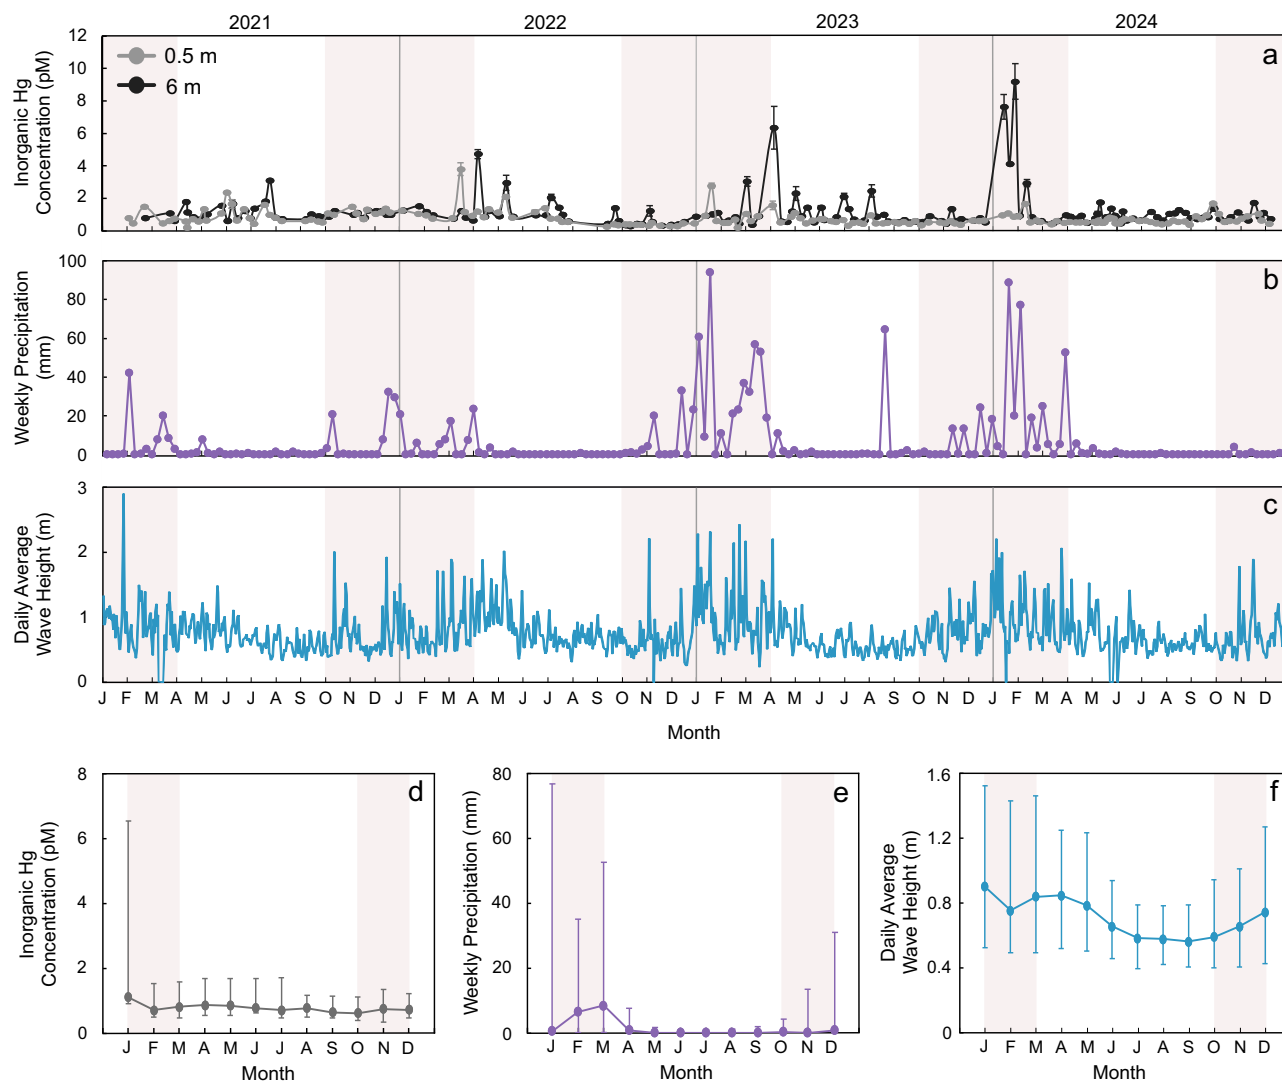 2021 2022 2023 2024
Inorganic Hg
Concentration (pM)
12
10
8
6
4
2
0
0.5 m
6 m
a
Weekly Precipitation
(mm)
100
80
60
40
20
0
b
Daily Average
Wave Height (m)
3
2
1
0
c
J F M A M J J A S O N D J F M A M J J A S O N D J F M A M J J A S O N D J F M A M J J A S O N D
Month
Inorganic Hg
Concentration (pM)
8
6
4
2
0
d
J F M A M J J A S O N D
Month
Weekly Precipitation (mm)
80
60
40
20
0
e
J F M A M J J A S O N D
Month
Daily Average
Wave Height (m)
1.6
1.2
0.8
0.4
0
f
J F M A M J J A S O N D
Month